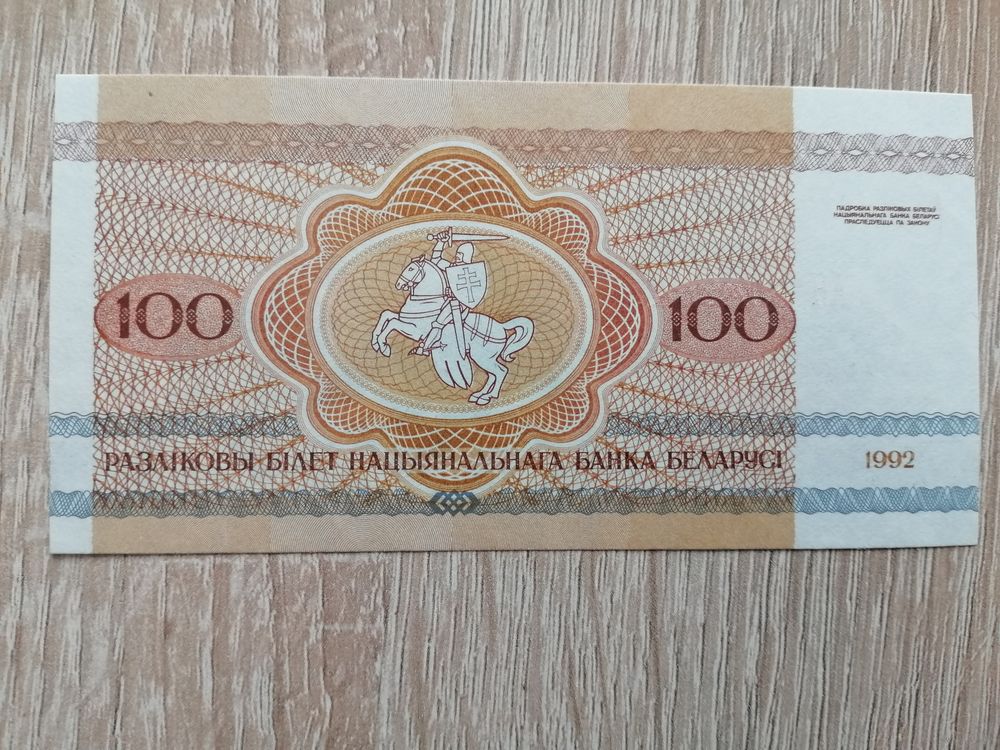 ПАДРОБКА РАЗЛІКОВЫХ БІЛЕТАЎ
НАЦЫЯНАЛЬНАГА БАНКА БЕЛАРУСІ
ПРАСЛЕДУЕЦЦА ПА ЗАКОНУ
100 100
РАЗЛІКОВЫ БІЛЕТ НАЦЫЯНАЛЬНАГА БАНКА БЕЛАРУСІ 1992